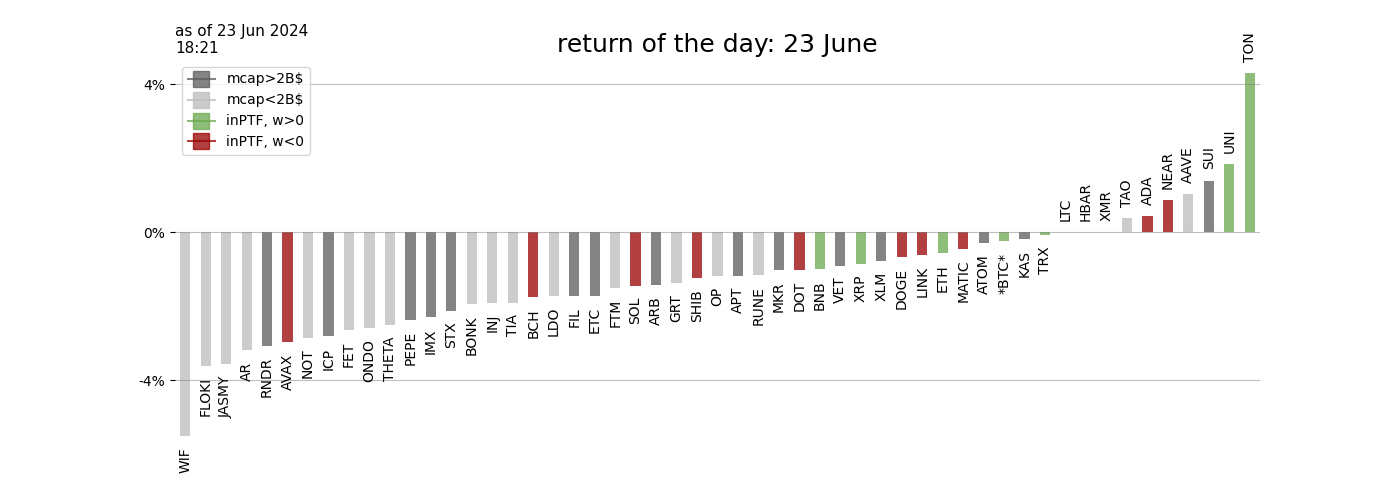 as of 23 Jun 2024
18:21
return of the day: 23 June
mcap>2B$
mcap<2B$
inPTF, w>0
inPTF, w<0
4%
0%
-4%
WIF
FLOKI
JASMY
AR
RNDR
AVAX
NOT
ICP
FET
ONDO
THETA
PEPE
IMX
STX
BONK
INJ
TIA
BCH
LDO
FIL
ETC
FTM
SOL
ARB
GRT
SHIB
OP
APT
RUNE
MKR
DOT
BNB
VET
XRP
XLM
DOGE
LINK
ETH
MATIC
ATOM
*BTC*
KAS
TRX
LTC
HBAR
XMR
TAO
ADA
NEAR
AAVE
SUI
UNI
TON